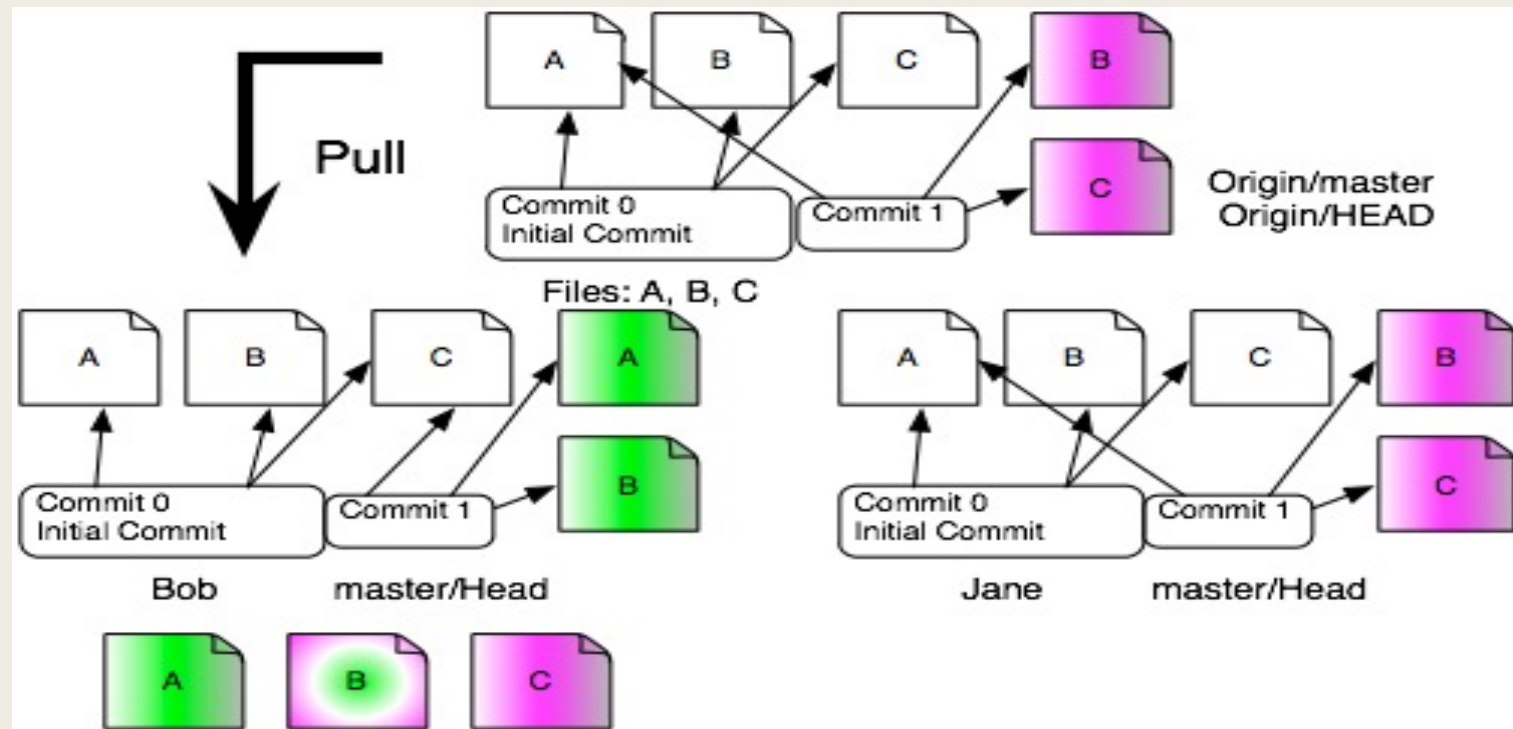 A
B
C
B
Pull
C
Origin/master
Origin/HEAD
Commit 0
Initial Commit
Commit 1
Files: A, B, C
A
B
C
A
A
B
C
B
B
C
Commit 0
Initial Commit
Commit 1
Commit 0
Initial Commit
Commit 1
Bob
master/Head
Jane
master/Head
A
B
C